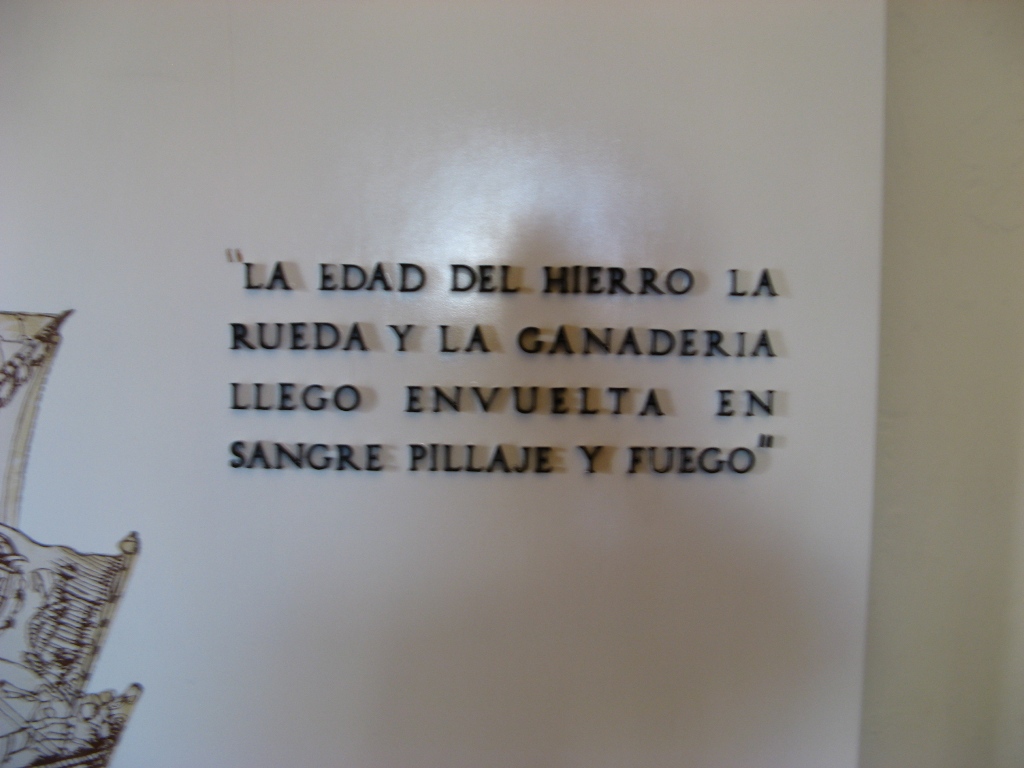 "LA EDAD DEL HIERRO LA
RUEDA Y LA GANADERIA
LLEGO ENVUELTA EN
SANGRE PILLAJE Y FUEGO"